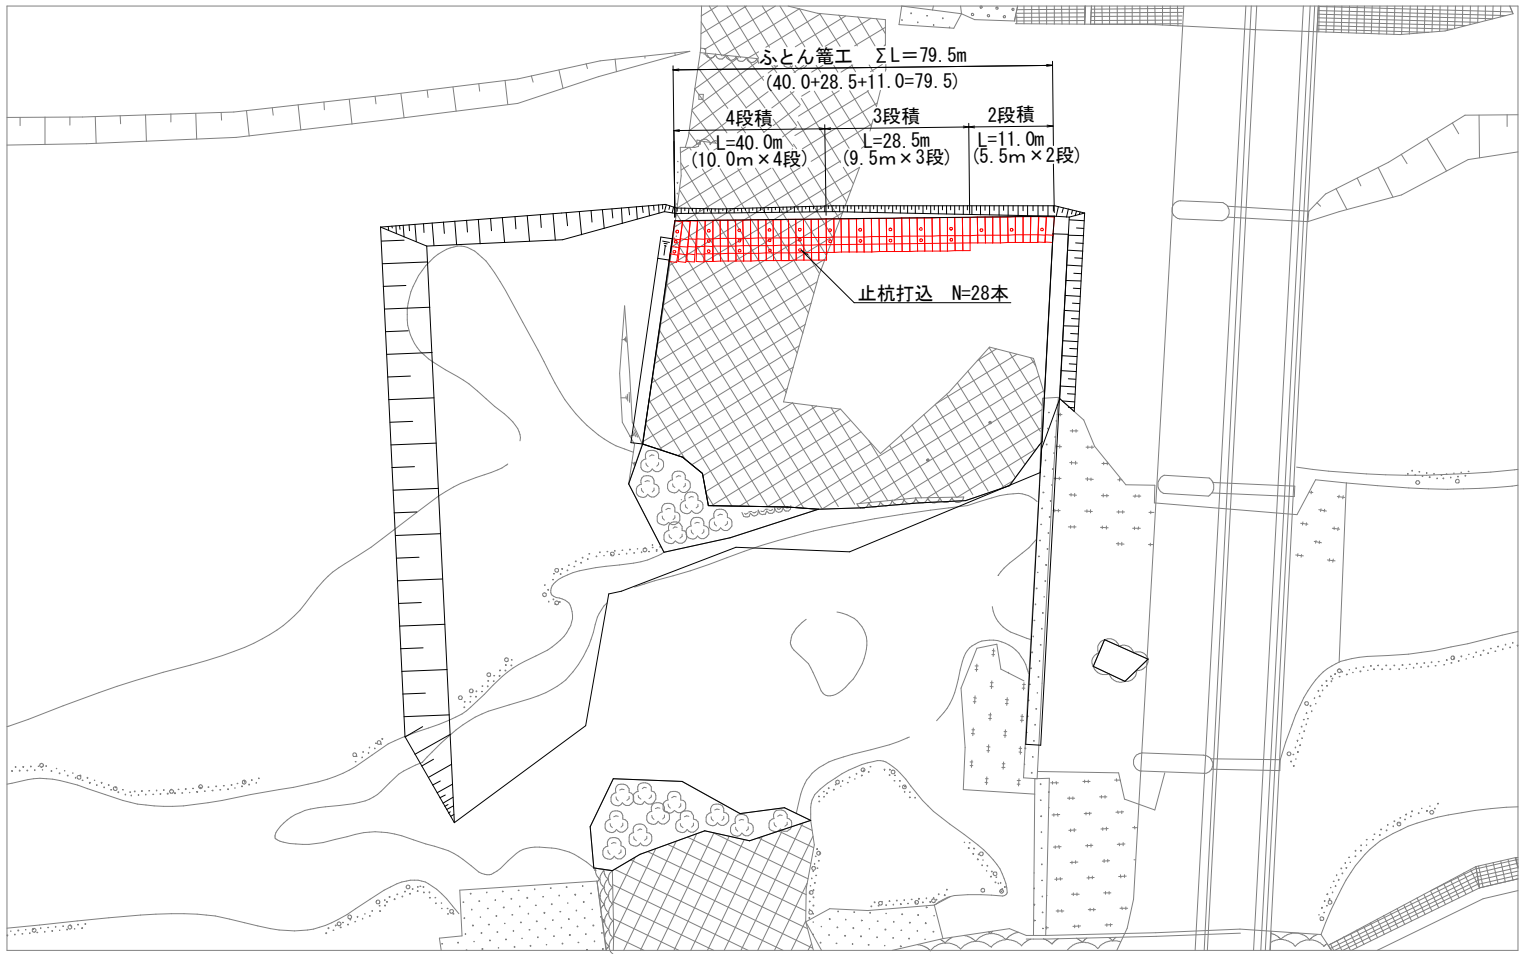 ふとん篭工 ΣL＝79.5m
(40.0+28.5+11.0=79.5)
4段積
L=40.0m
(10.0m×4段)
3段積
L=28.5m
(9.5m×3段)
2段積
L=11.0m
(5.5m×2段)
止杭打込 N=28本